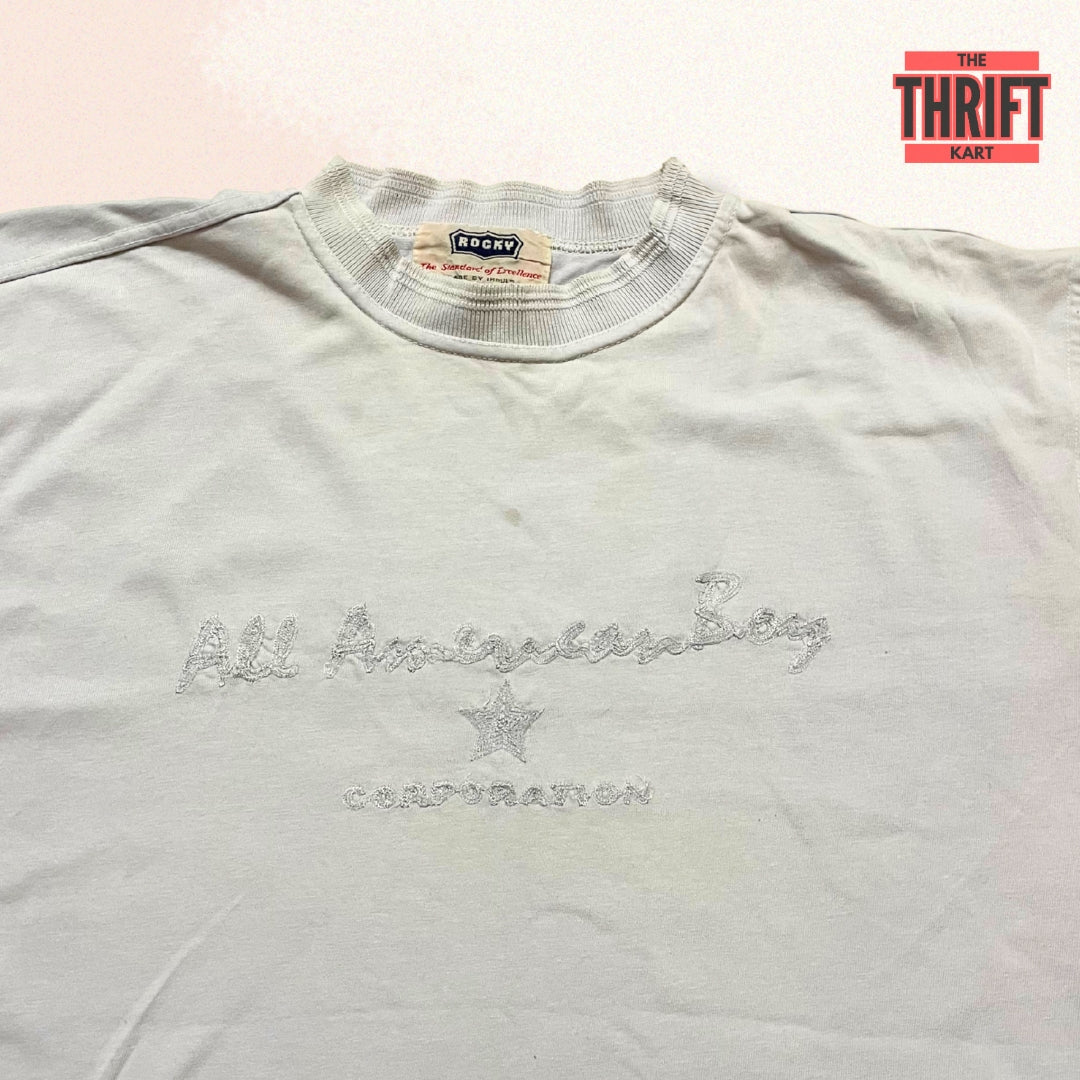 THE
THRIFT
KART
ROCKY
The Standard of Excellence
All American Boy
CORPORATION